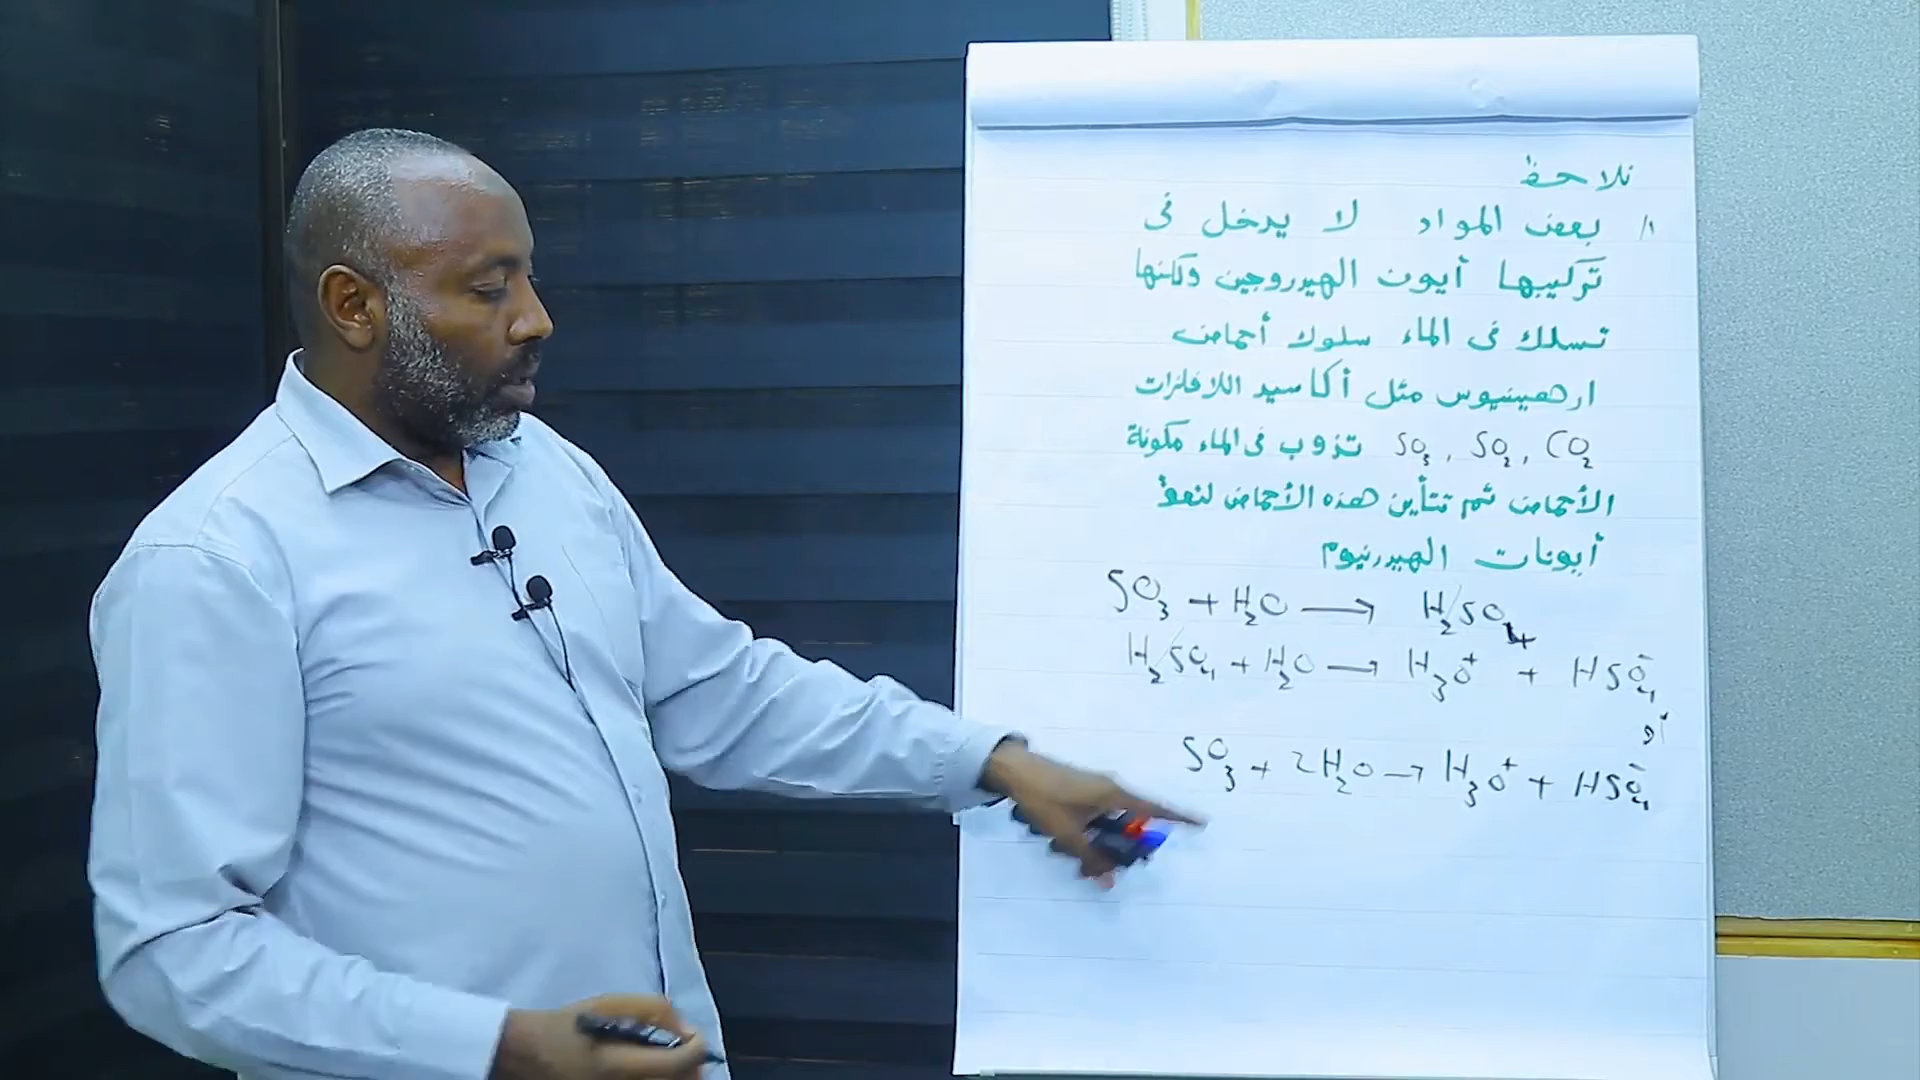 نلاحظ
1/ بعض المواد لا يدخل في
تركيبها أيون الهيدروجين ولكنها
تسلك في الماء سلوك أحماض
ارهينيوس مثل أكاسيد اللافلزات
CO₂ , SO₂ , SO₃ تذوب في الماء مكونة
الأحماض ثم تتأين هذه الأحماض لتعط
أيونات الهيدرنيوم
SO₃ + H₂O ⟶ H₂SO₄
H₂SO₄ + H₂O ⟶ H₃O⁺ + HSO₄⁻
أو
SO₃ + 2H₂O → H₃O⁺ + HSO₄⁻